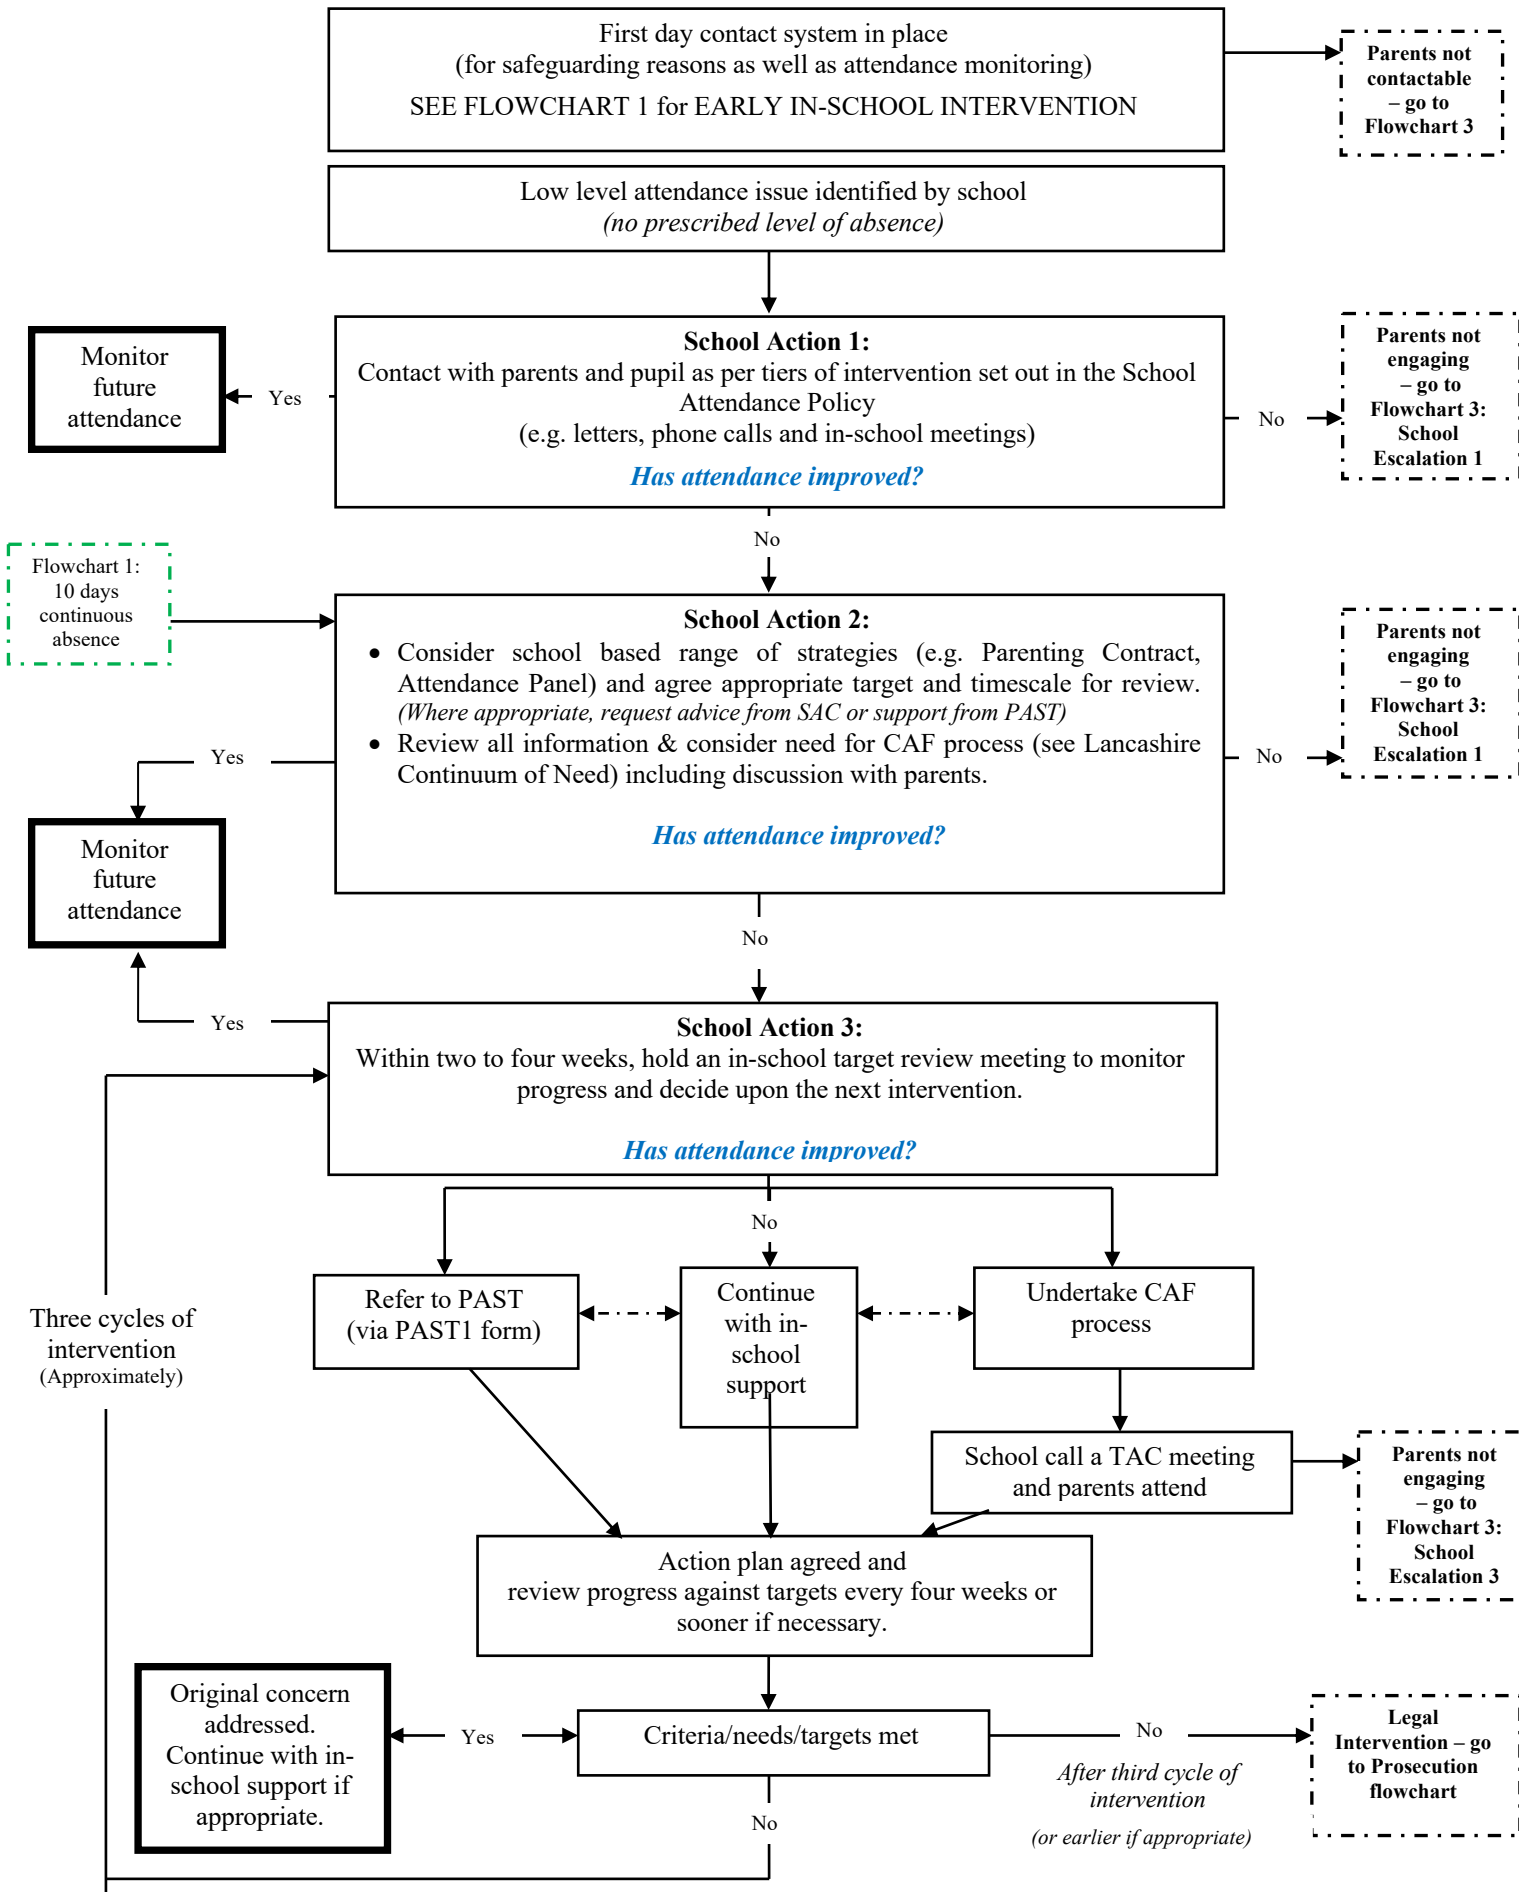 First day contact system in place
(for safeguarding reasons as well as attendance monitoring)
SEE FLOWCHART 1 for EARLY IN-SCHOOL INTERVENTION
Parents not
contactable
– go to
Flowchart 3
Low level attendance issue identified by school
(no prescribed level of absence)
Monitor
future
attendance
Yes
School Action 1:
Contact with parents and pupil as per tiers of intervention set out in the School
Attendance Policy
(e.g. letters, phone calls and in-school meetings)
Has attendance improved?
No
Parents not
engaging
– go to
Flowchart 3:
School
Escalation 1
No
Flowchart 1:
10 days
continuous
absence
School Action 2:
• Consider school based range of strategies (e.g. Parenting Contract,
Attendance Panel) and agree appropriate target and timescale for review.
(Where appropriate, request advice from SAC or support from PAST)
• Review all information & consider need for CAF process (see Lancashire
Continuum of Need) including discussion with parents.
Has attendance improved?
No
Parents not
engaging
– go to
Flowchart 3:
School
Escalation 1
Yes
Monitor
future
attendance
No
Yes
School Action 3:
Within two to four weeks, hold an in-school target review meeting to monitor
progress and decide upon the next intervention.
Has attendance improved?
No
Three cycles of
intervention
(Approximately)
Refer to PAST
(via PAST1 form)
Continue
with in-
school
support
Undertake CAF
process
School call a TAC meeting
and parents attend
Parents not
engaging
– go to
Flowchart 3:
School
Escalation 3
Action plan agreed and
review progress against targets every four weeks or
sooner if necessary.
Original concern
addressed.
Continue with in-
school support if
appropriate.
Yes
Criteria/needs/targets met
No
After third cycle of
intervention
(or earlier if appropriate)
Legal
Intervention – go
to Prosecution
flowchart
No